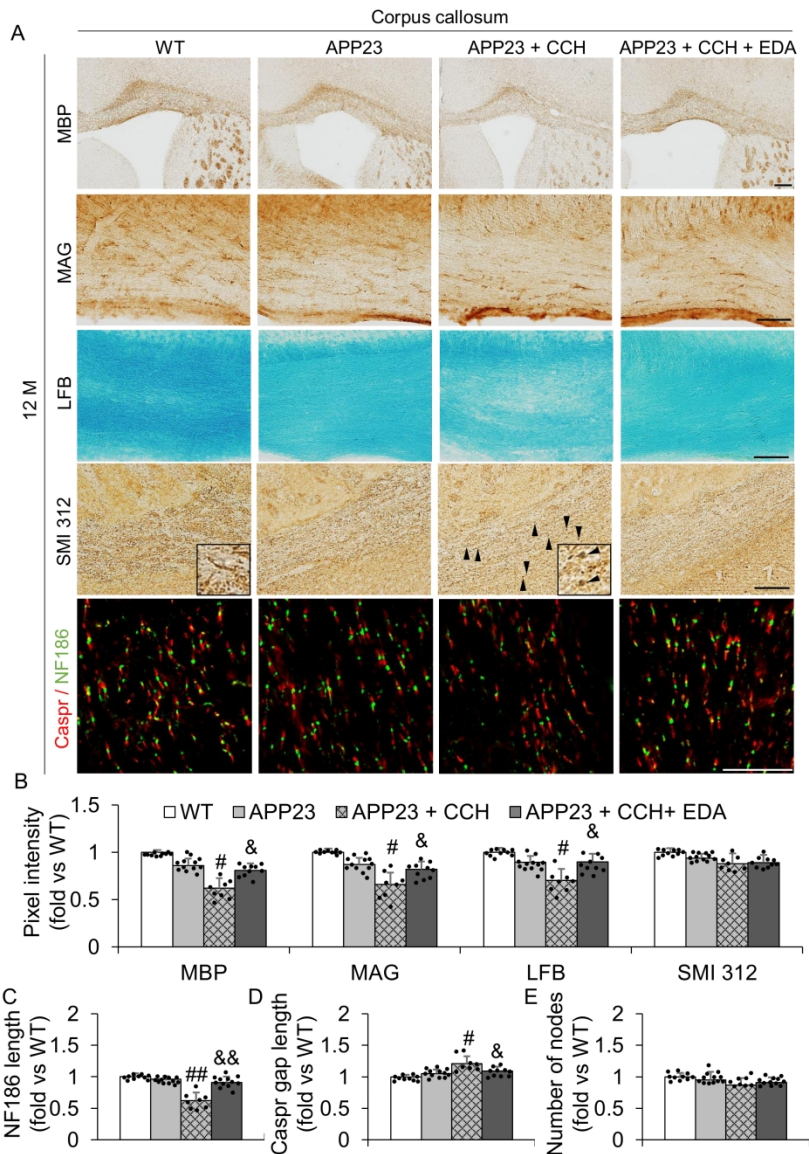 Corpus callosum
A
WT APP23 APP23 + CCH APP23 + CCH + EDA
12 M
MBP
MAG
LFB
SMI 312
Caspr / NF186
B
Pixel intensity
(fold vs WT)
WT APP23 APP23 + CCH APP23 + CCH+ EDA
1.5
1
0.5
0
# & # & # &
MBP MAG LFB SMI 312
C
NF186 length
(fold vs WT)
2
1.5
1
0.5
0
## &&
D
Caspr gap length
(fold vs WT)
2
1.5
1
0.5
0
# &
E
Number of nodes
(fold vs WT)
2
1.5
1
0.5
0